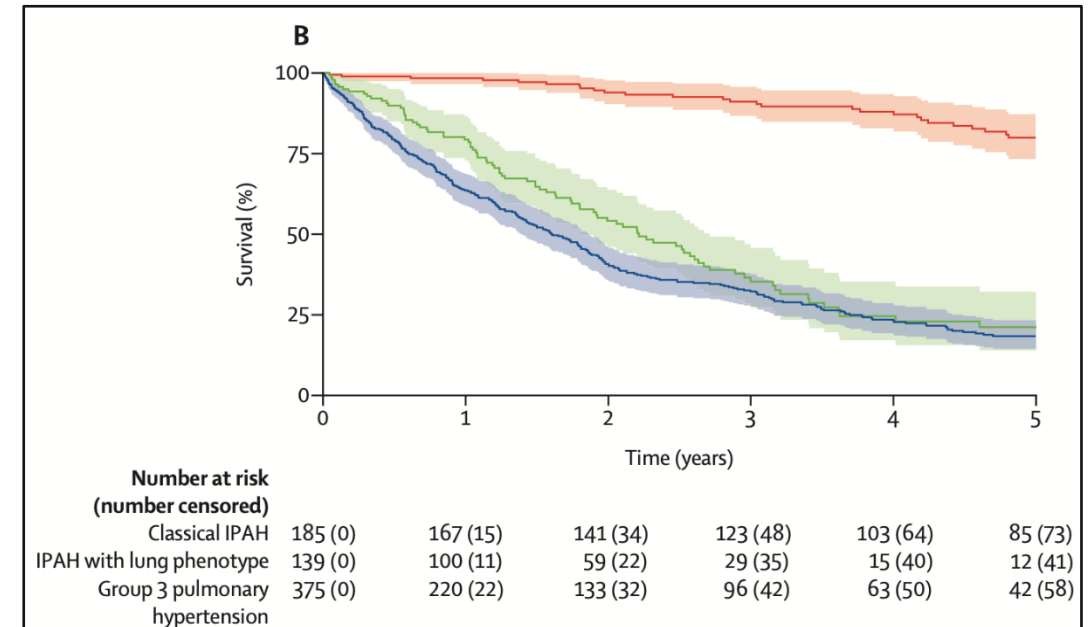 B
100
75
50
25
0
Survival (%)
0 1 2 3 4 5
Time (years)
Number at risk
(number censored)
Classical IPAH 185 (0) 167 (15) 141 (34) 123 (48) 103 (64) 85 (73)
IPAH with lung phenotype 139 (0) 100 (11) 59 (22) 29 (35) 15 (40) 12 (41)
Group 3 pulmonary 375 (0) 220 (22) 133 (32) 96 (42) 63 (50) 42 (58)
hypertension